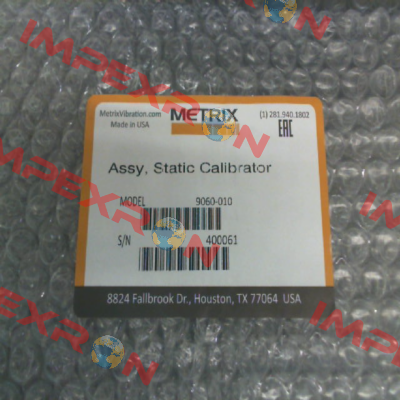 MetrixVibration.com
Made in USA
METRIX
(1) 281.940.1802
EAC
Assy, Static Calibrator
MODEL 9060-010
S/N 400061
8824 Fallbrook Dr., Houston, TX 77064 USA
IMPEXRON
IMPEXRON
IMPEXRON
IMPEXRON